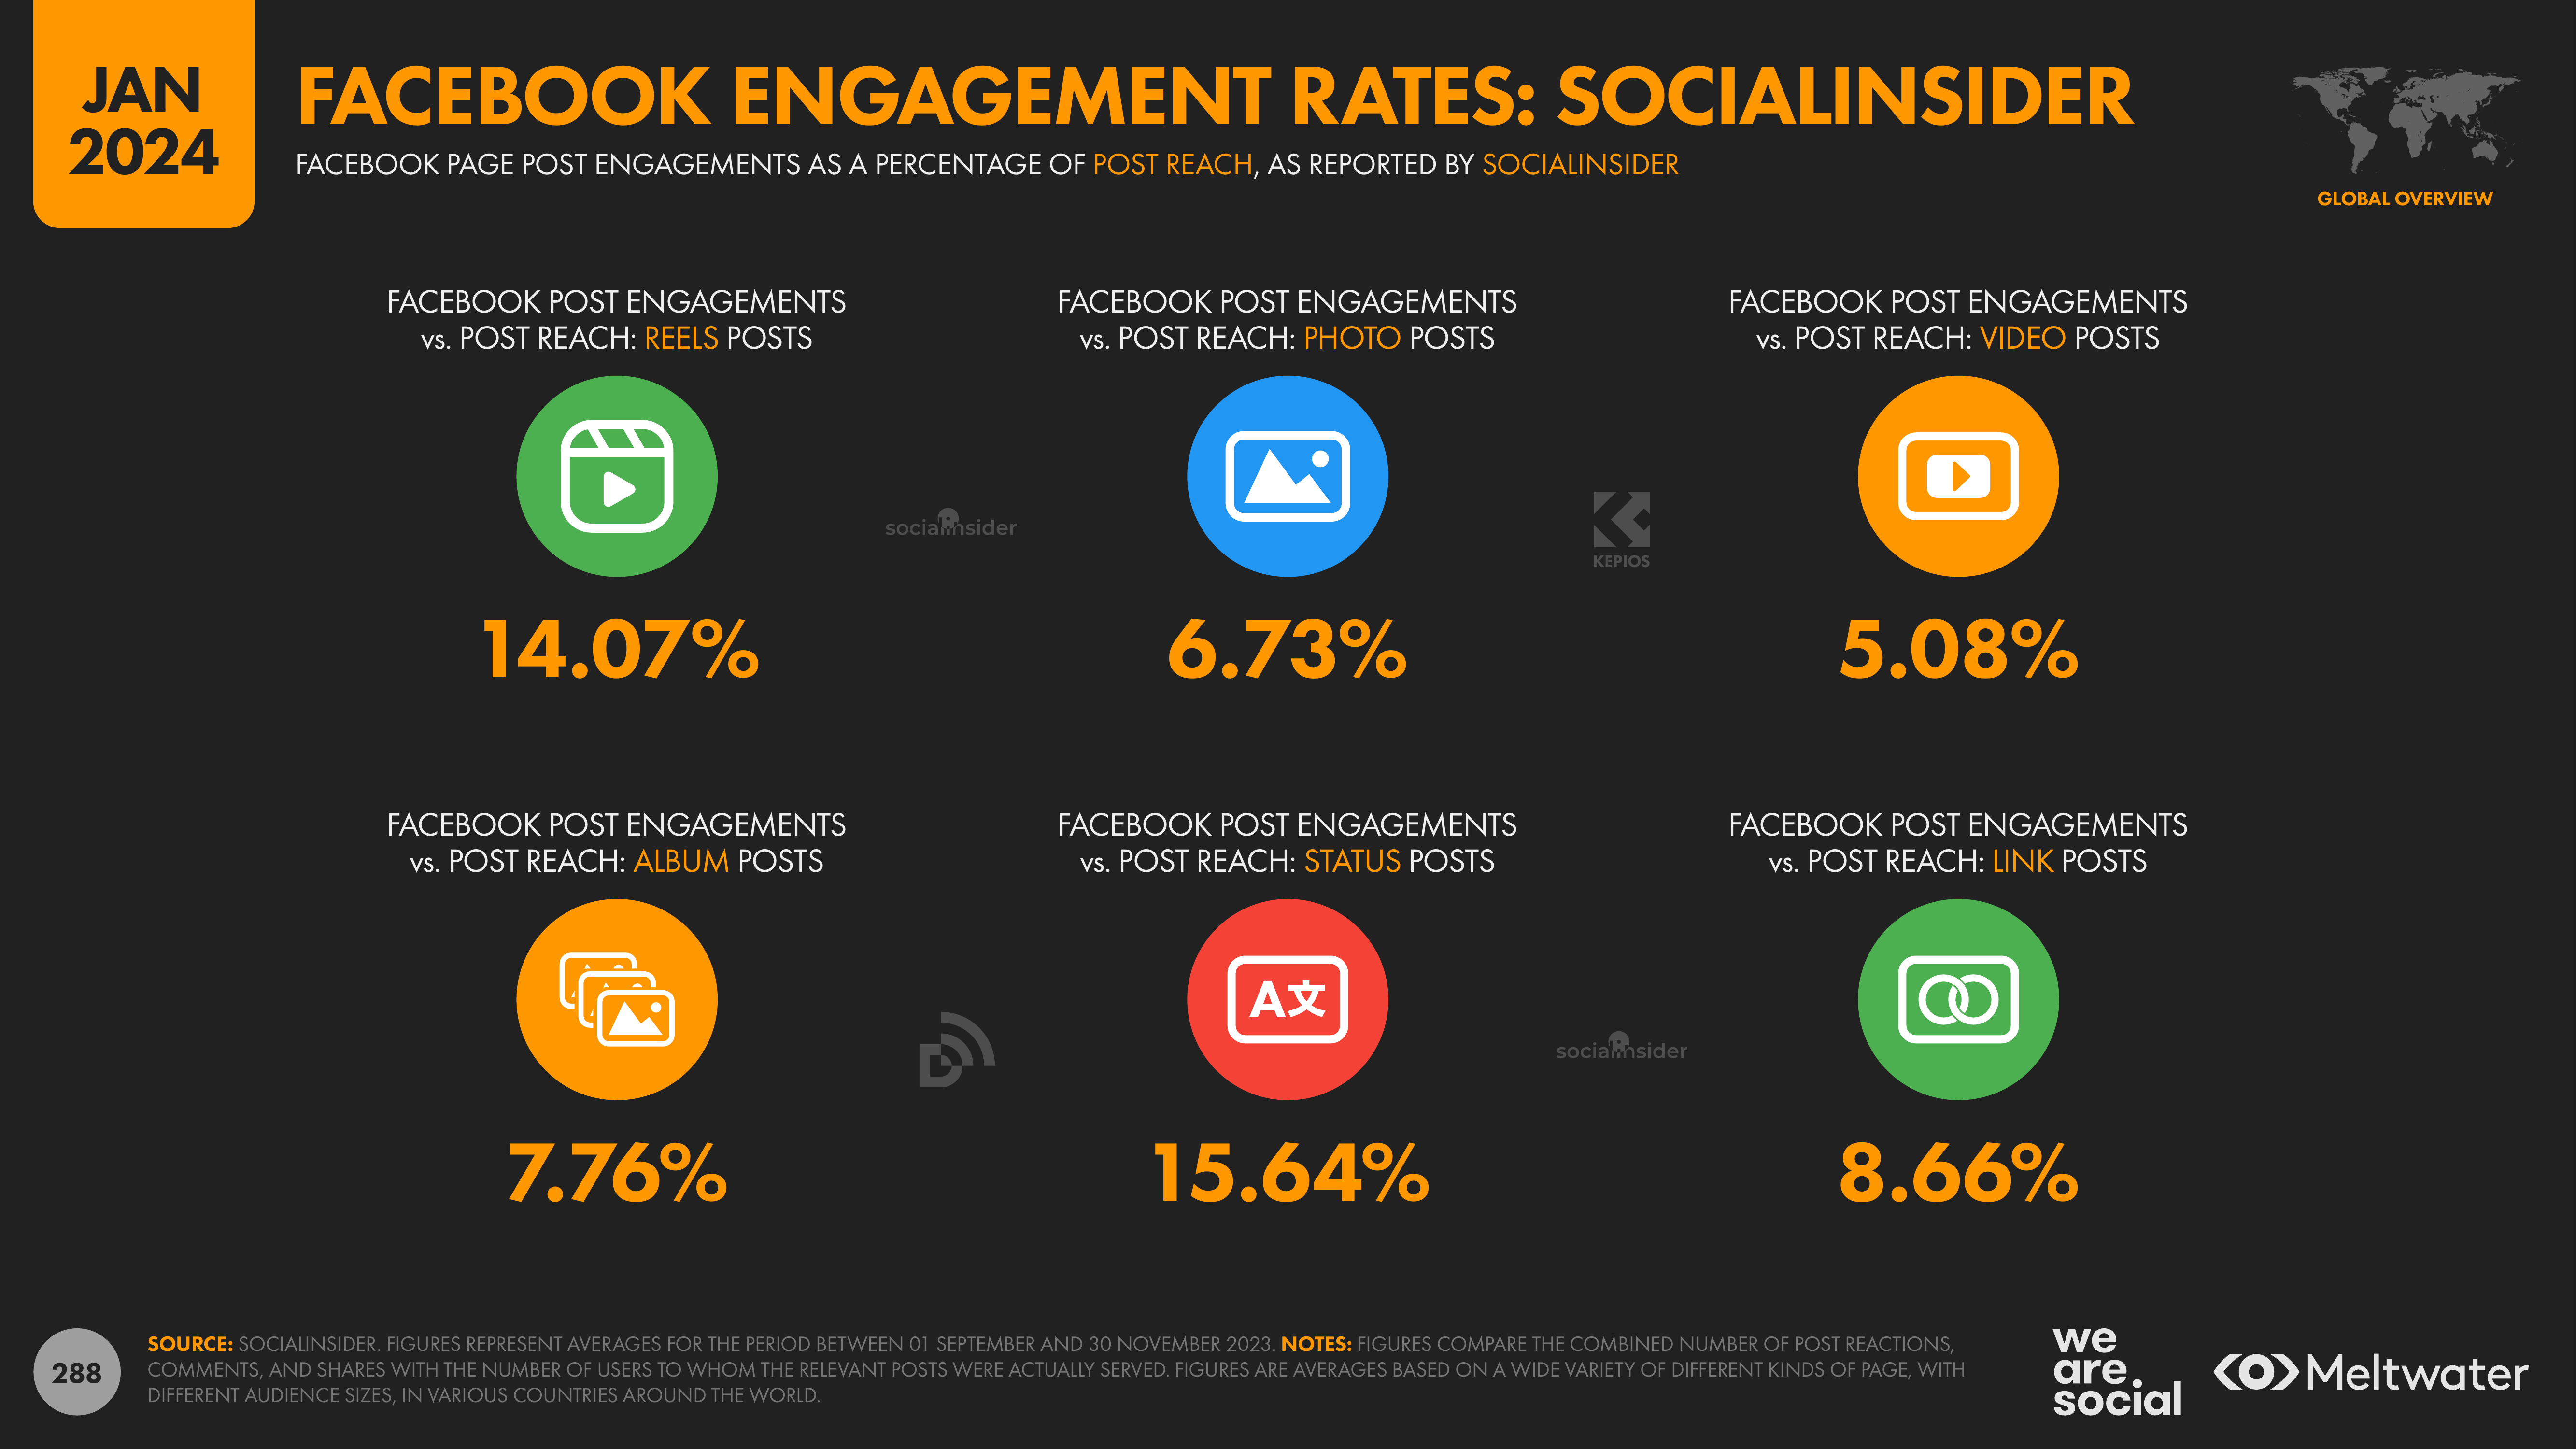 JAN
2024
FACEBOOK ENGAGEMENT RATES: SOCIALINSIDER
FACEBOOK PAGE POST ENGAGEMENTS AS A PERCENTAGE OF POST REACH, AS REPORTED BY SOCIALINSIDER
GLOBAL OVERVIEW
FACEBOOK POST ENGAGEMENTS
vs. POST REACH: REELS POSTS
14.07%
FACEBOOK POST ENGAGEMENTS
vs. POST REACH: PHOTO POSTS
6.73%
FACEBOOK POST ENGAGEMENTS
vs. POST REACH: VIDEO POSTS
5.08%
socialinsider
KEPIOS
FACEBOOK POST ENGAGEMENTS
vs. POST REACH: ALBUM POSTS
7.76%
FACEBOOK POST ENGAGEMENTS
vs. POST REACH: STATUS POSTS
A文
15.64%
FACEBOOK POST ENGAGEMENTS
vs. POST REACH: LINK POSTS
8.66%
D
socialinsider
288
SOURCE: SOCIALINSIDER. FIGURES REPRESENT AVERAGES FOR THE PERIOD BETWEEN 01 SEPTEMBER AND 30 NOVEMBER 2023. NOTES: FIGURES COMPARE THE COMBINED NUMBER OF POST REACTIONS,
COMMENTS, AND SHARES WITH THE NUMBER OF USERS TO WHOM THE RELEVANT POSTS WERE ACTUALLY SERVED. FIGURES ARE AVERAGES BASED ON A WIDE VARIETY OF DIFFERENT KINDS OF PAGE, WITH
DIFFERENT AUDIENCE SIZES, IN VARIOUS COUNTRIES AROUND THE WORLD.
we
are
social
Meltwater